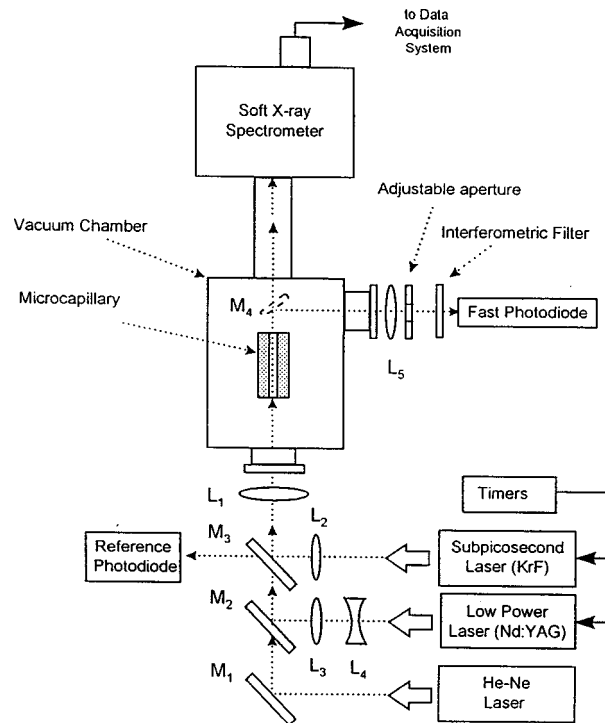 to Data
Acquisition
System
Soft X-ray
Spectrometer
Adjustable aperture
Vacuum Chamber
Interferometric Filter
Microcapillary
M4
Fast Photodiode
L5
L1
Timers
M3
L2
Reference
Photodiode
Subpicosecond
Laser (KrF)
M2
Low Power
Laser (Nd:YAG)
L3
L4
M1
He-Ne
Laser